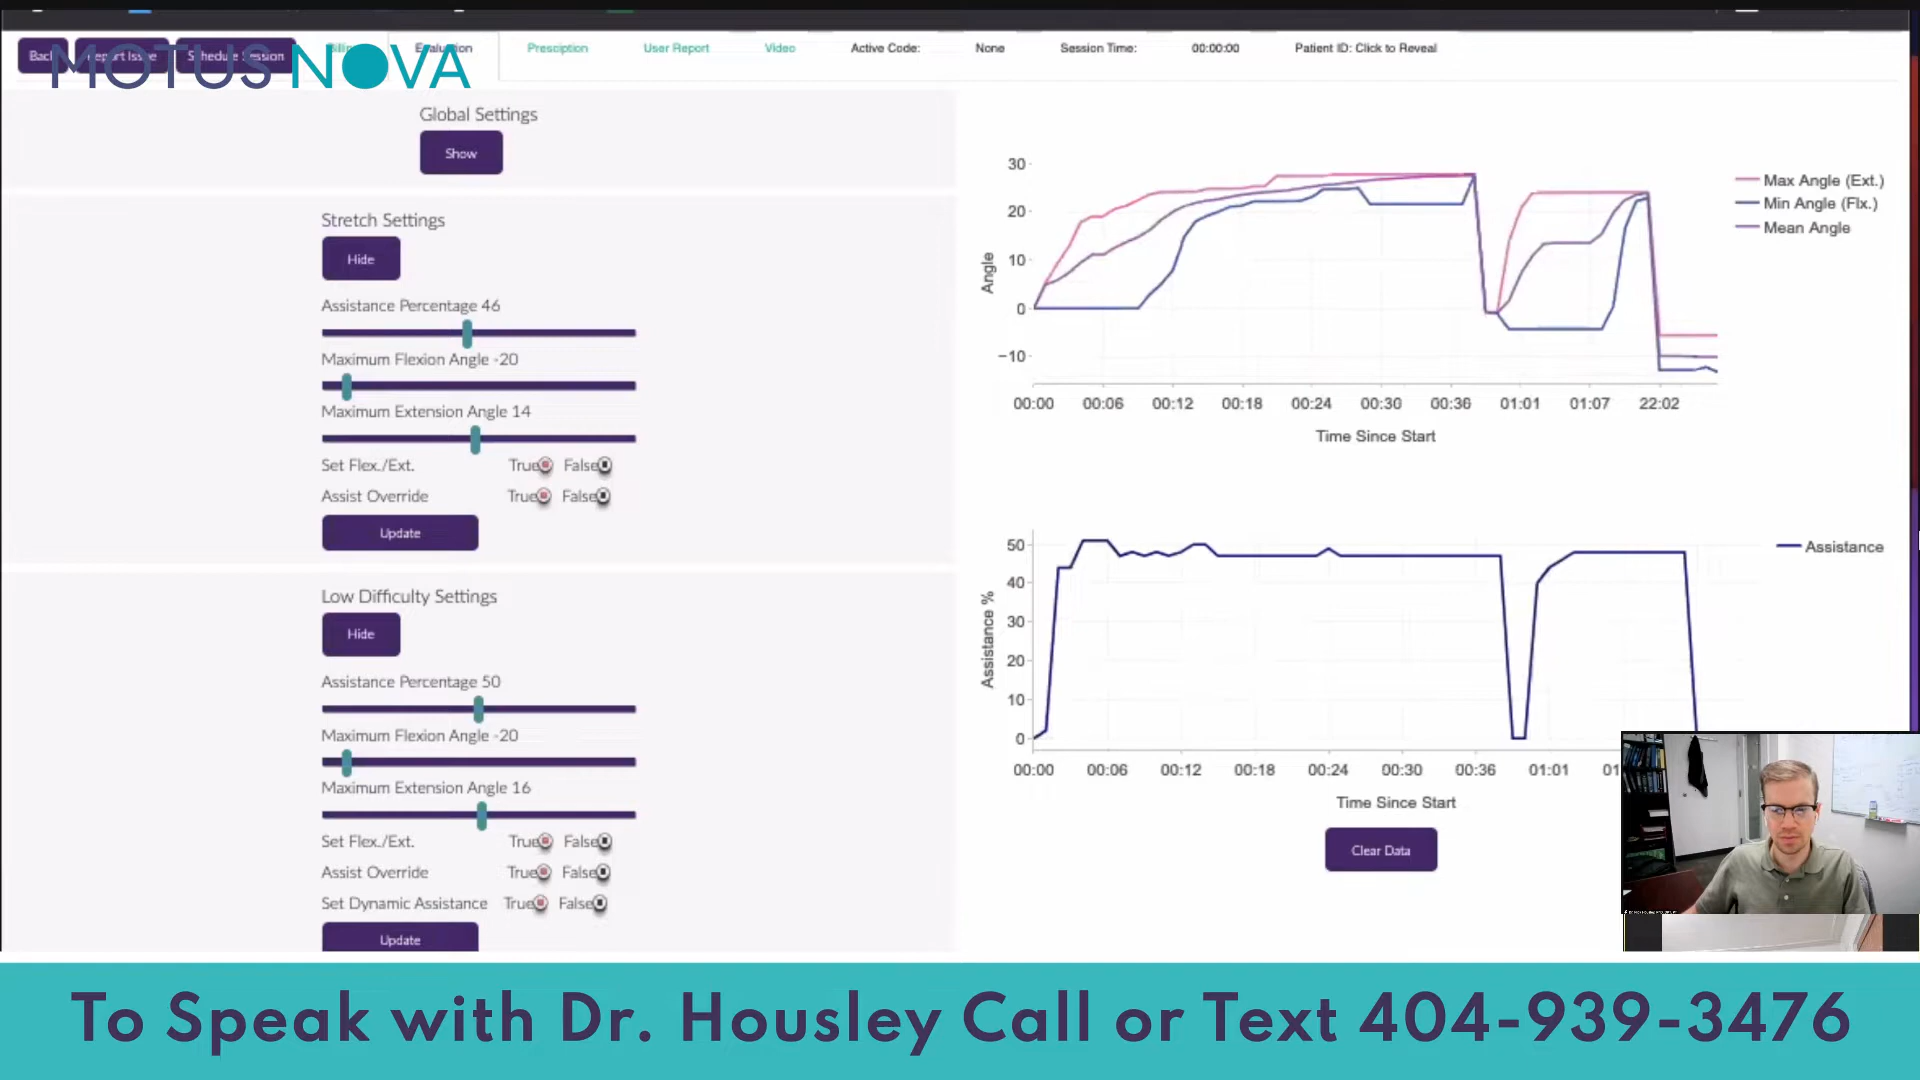 MOTUS NOVA
Back
Report Issue
Schedule Session
Evaluation
Presciption
User Report
Video
Active Code:
None
Session Time:
00:00:00
Patient ID: Click to Reveal
Global Settings
Show
Stretch Settings
Hide
Assistance Percentage 46
Maximum Flexion Angle -20
Maximum Extension Angle 14
Set Flex./Ext. True False
Assist Override True False
Update
Low Difficulty Settings
Hide
Assistance Percentage 50
Maximum Flexion Angle -20
Maximum Extension Angle 16
Set Flex./Ext. True False
Assist Override True False
Set Dynamic Assistance True False
Update
30
20
10
0
−10
Angle
00:00 00:06 00:12 00:18 00:24 00:30 00:36 01:01 01:07 22:02
Time Since Start
Max Angle (Ext.)
Min Angle (Flx.)
Mean Angle
50
40
30
20
10
0
Assistance %
00:00 00:06 00:12 00:18 00:24 00:30 00:36 01:01 01
Time Since Start
Assistance
Clear Data
To Speak with Dr. Housley Call or Text 404-939-3476